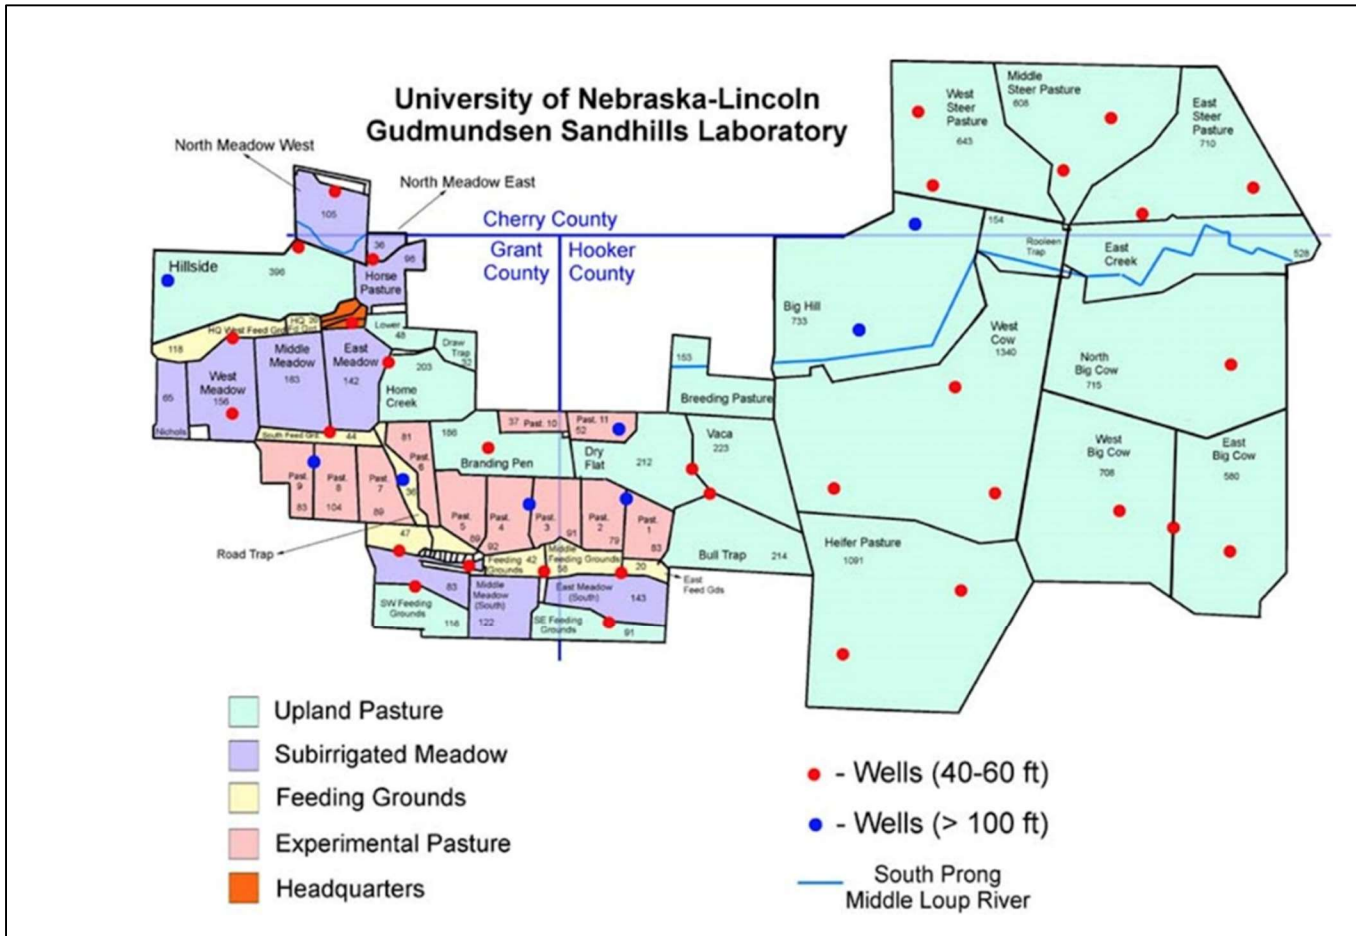 University of Nebraska-Lincoln
Gudmundsen Sandhills Laboratory
North Meadow West
North Meadow East
Cherry County
Grant
County
Hooker
County
West
Steer
Pasture
643
Middle
Steer Pasture
608
East
Steer
Pasture
710
105
36
98
Hillside
396
Horse
Pasture
154
Rooleen
Trap
East
Creek
528
Big Hill
733
West
Cow
1340
North
Big Cow
715
HQ West Feed Grd
HQ 20
118
Lower
48
Draw
Trap
32
Middle
Meadow
163
East
Meadow
142
203
Home
Creek
West
Meadow
156
65
Nichols
153
Breeding Pasture
South Feed Grd.
44
81
Past.
6
186
Branding Pen
37 Past. 10
Past. 11
52
Dry
Flat
212
Vaca
223
West
Big Cow
708
East
Big Cow
580
Past.
9
83
Past.
8
104
Past.
7
89
36
Past.
5
89
Past.
4
92
Past.
3
91
Past.
2
79
Past.
1
83
Road Trap
47
Bull Trap
214
Heifer Pasture
1091
Feeding
Grounds
42
Middle
Feeding Grounds
58
20
East
Feed Gds
83
Middle
Meadow
(South)
122
East Meadow
(South)
143
SW Feeding
Grounds
116
SE Feeding
Grounds
91
Upland Pasture
Subirrigated Meadow
Feeding Grounds
Experimental Pasture
Headquarters
- Wells (40-60 ft)
- Wells (> 100 ft)
South Prong
Middle Loup River